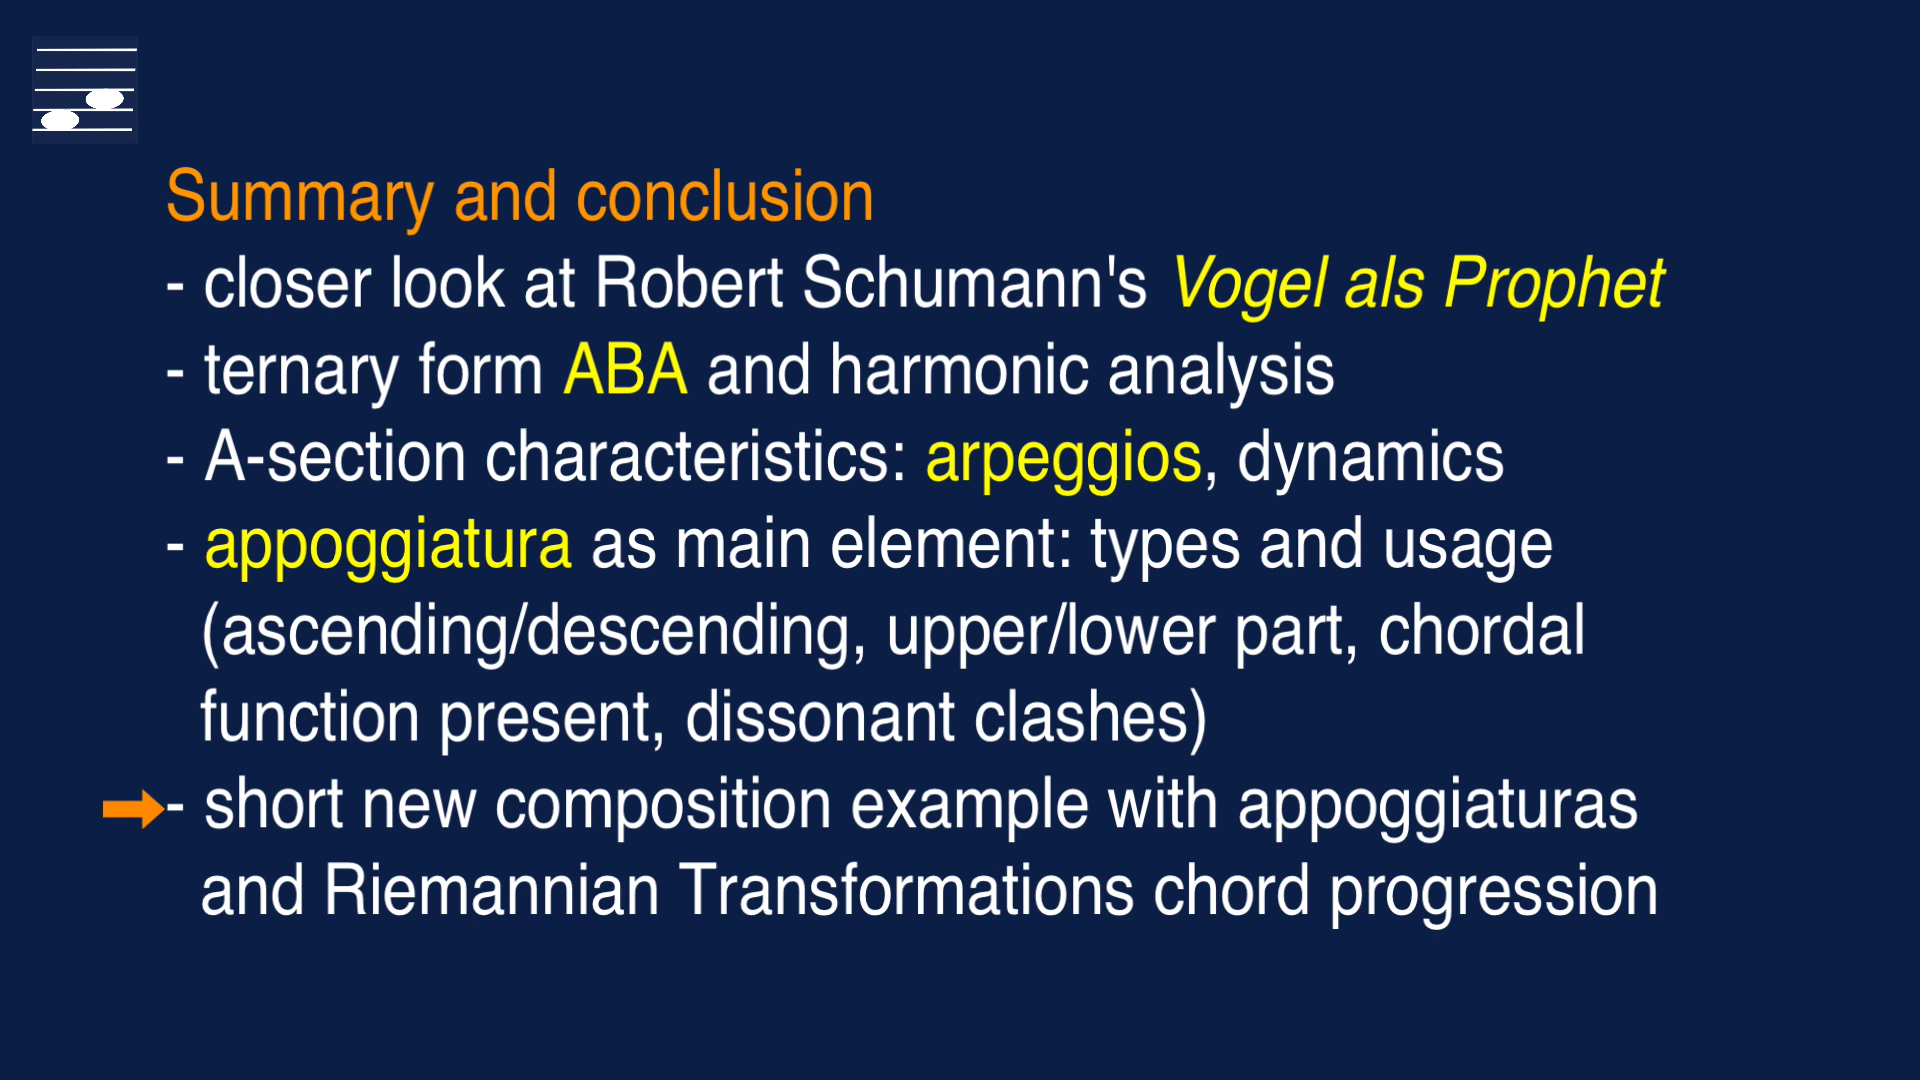 Summary and conclusion
- closer look at Robert Schumann's Vogel als Prophet
- ternary form ABA and harmonic analysis
- A-section characteristics: arpeggios, dynamics
- appoggiatura as main element: types and usage
(ascending/descending, upper/lower part, chordal
function present, dissonant clashes)
- short new composition example with appoggiaturas
and Riemannian Transformations chord progression